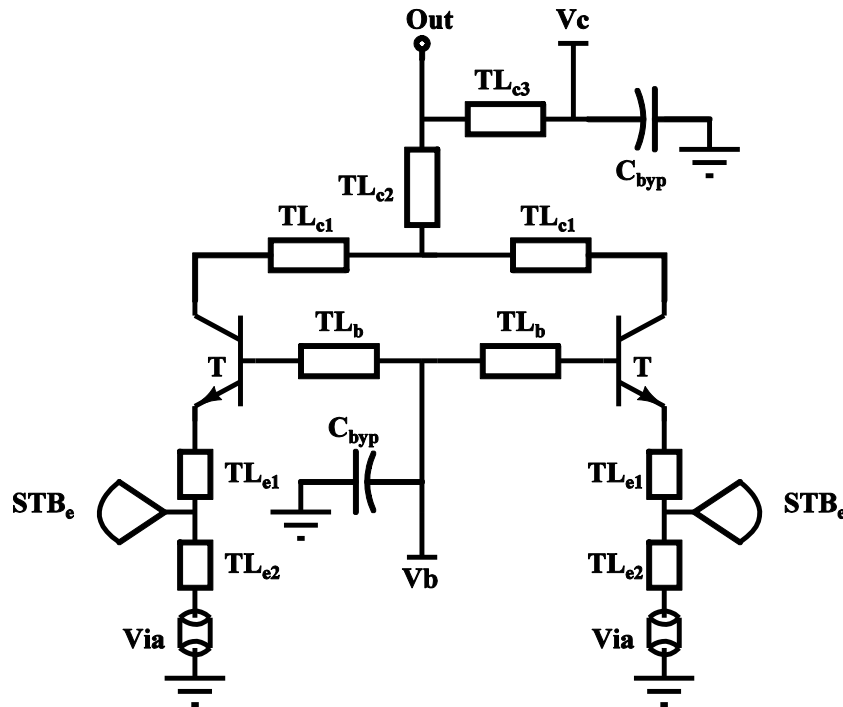 Out Vc
TLc3
Cbyp
TLc2
TLc1 TLc1
TLb TLb
T T
Cbyp
TLe1 TLe1
STBe STBe
TLe2 TLe2
Vb
Via Via